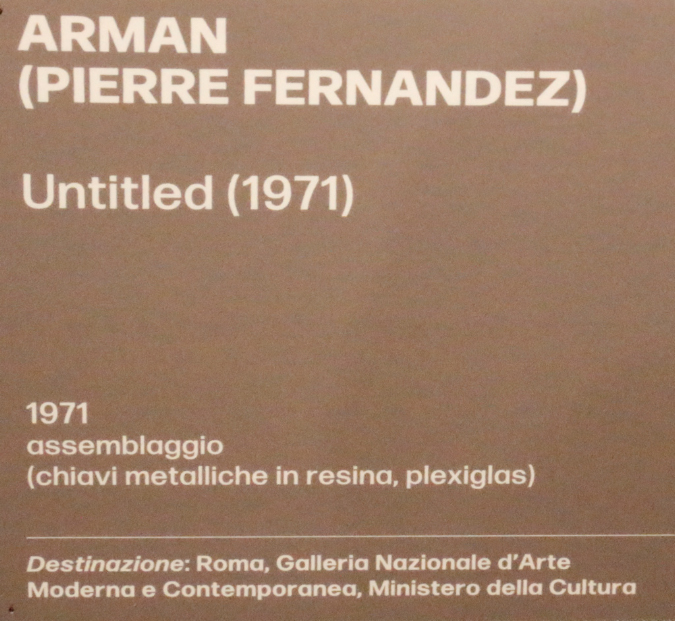 ARMAN
(PIERRE FERNANDEZ)
Untitled (1971)
1971
assemblaggio
(chiavi metalliche in resina, plexiglas)
Destinazione: Roma, Galleria Nazionale d'Arte
Moderna e Contemporanea, Ministero della Cultura